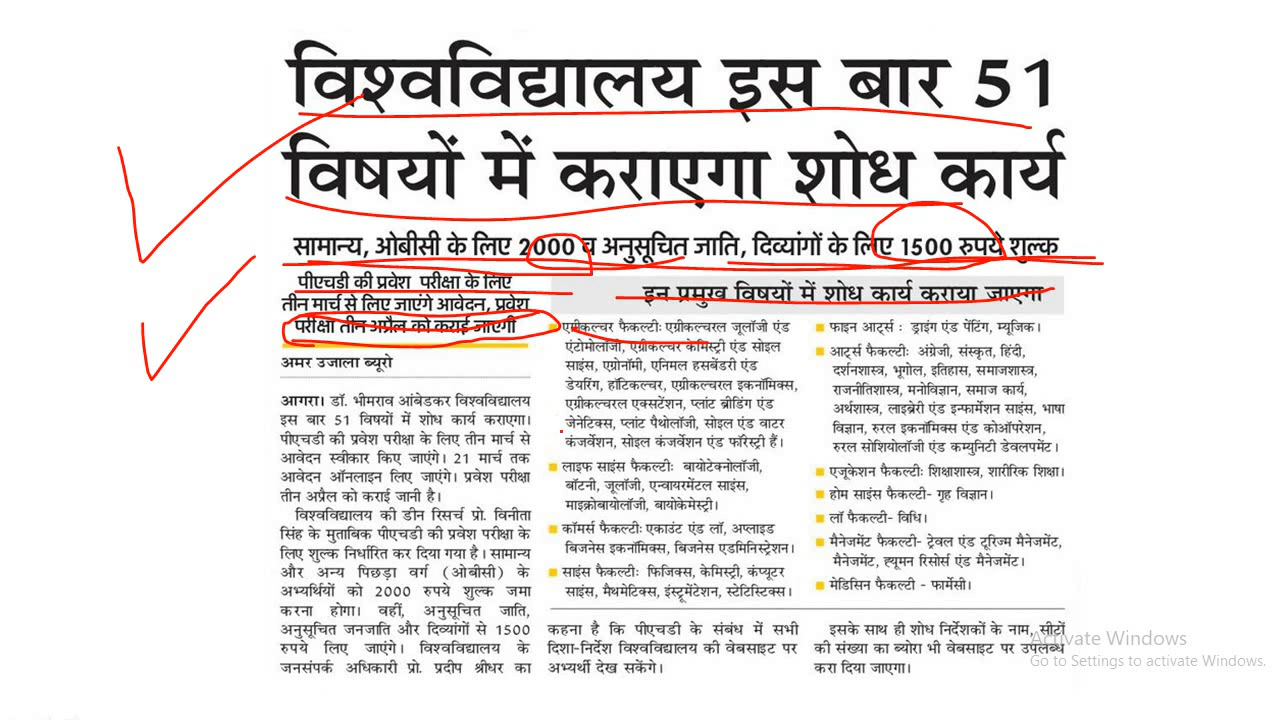 विश्वविद्यालय इस बार 51
विषयों में कराएगा शोध कार्य
सामान्य, ओबीसी के लिए 2000 व अनुसूचित जाति, दिव्यांगों के लिए 1500 रुपये शुल्क
पीएचडी की प्रवेश परीक्षा के लिए
तीन मार्च से लिए जाएंगे आवेदन, प्रवेश
परीक्षा तीन अप्रैल को कराई जाएगी
अमर उजाला ब्यूरो
आगरा। डॉ. भीमराव आंबेडकर विश्वविद्यालय
इस बार 51 विषयों में शोध कार्य कराएगा।
पीएचडी की प्रवेश परीक्षा के लिए तीन मार्च से
आवेदन स्वीकार किए जाएंगे। 21 मार्च तक
आवेदन ऑनलाइन लिए जाएंगे। प्रवेश परीक्षा
तीन अप्रैल को कराई जानी है।
विश्वविद्यालय की डीन रिसर्च प्रो. विनीता
सिंह के मुताबिक पीएचडी की प्रवेश परीक्षा के
लिए शुल्क निर्धारित कर दिया गया है। सामान्य
और अन्य पिछड़ा वर्ग (ओबीसी) के
अभ्यर्थियों को 2000 रुपये शुल्क जमा
करना होगा। वहीं, अनुसूचित जाति,
अनुसूचित जनजाति और दिव्यांगों से 1500
रुपये लिए जाएंगे। विश्वविद्यालय के
जनसंपर्क अधिकारी प्रो. प्रदीप श्रीधर का
इन प्रमुख विषयों में शोध कार्य कराया जाएगा
एग्रीकल्चर फैकल्टीः एग्रीकल्चरल जूलॉजी एंड
एंटोमोलॉजी, एग्रीकल्चर केमिस्ट्री एंड सोइल
साइंस, एग्रोनॉमी, एनिमल हसबेंडरी एंड
डेयरिंग, हॉटिकल्चर, एग्रीकल्चरल इकनॉमिक्स,
एग्रीकल्चरल एक्सटेंशन, प्लांट ब्रीडिंग एंड
जेनेटिक्स, प्लांट पैथोलॉजी, सोइल एंड वाटर
कंजर्वेशन, सोइल कंजर्वेशन एंड फॉरेस्ट्री हैं।
लाइफ साइंस फैकल्टीः बायोटेक्नोलॉजी,
बॉटनी, जूलॉजी, एन्वायरमेंटल साइंस,
माइक्रोबायोलॉजी, बायोकेमेस्ट्री।
कॉमर्स फैकल्टीः एकाउंट एंड लॉ, अप्लाइड
बिजनेस इकनॉमिक्स, बिजनेस एडमिनिस्ट्रेशन।
साइंस फैकल्टीः फिजिक्स, केमिस्ट्री, कंप्यूटर
साइंस, मैथमेटिक्स, इंस्ट्रूमेंटेशन, स्टेटिस्टिक्स।
फाइन आर्ट्स : ड्राइंग एंड पेंटिंग, म्यूजिक।
आर्ट्स फैकल्टीः अंग्रेजी, संस्कृत, हिंदी,
दर्शनशास्त्र, भूगोल, इतिहास, समाजशास्त्र,
राजनीतिशास्त्र, मनोविज्ञान, समाज कार्य,
अर्थशास्त्र, लाइब्रेरी एंड इन्फार्मेशन साइंस, भाषा
विज्ञान, रुरल इकनॉमिक्स एंड कोऑपरेशन,
रुरल सोशियोलॉजी एंड कम्युनिटी डेवलपमेंट।
एजूकेशन फैकल्टीः शिक्षाशास्त्र, शारीरिक शिक्षा।
होम साइंस फैकल्टी- गृह विज्ञान।
लॉ फैकल्टी- विधि।
मैनेजमेंट फैकल्टी- ट्रेवल एंड टूरिज्म मैनेजमेंट,
मैनेजमेंट, ह्यूमन रिसोर्स एंड मैनेजमेंट।
मेडिसिन फैकल्टी - फार्मेसी।
कहना है कि पीएचडी के संबंध में सभी
दिशा-निर्देश विश्वविद्यालय की वेबसाइट पर
अभ्यर्थी देख सकेंगे।
इसके साथ ही शोध निर्देशकों के नाम, सीटों
की संख्या का ब्योरा भी वेबसाइट पर उपलब्ध
करा दिया जाएगा।
Activate Windows
Go to Settings to activate Windows.